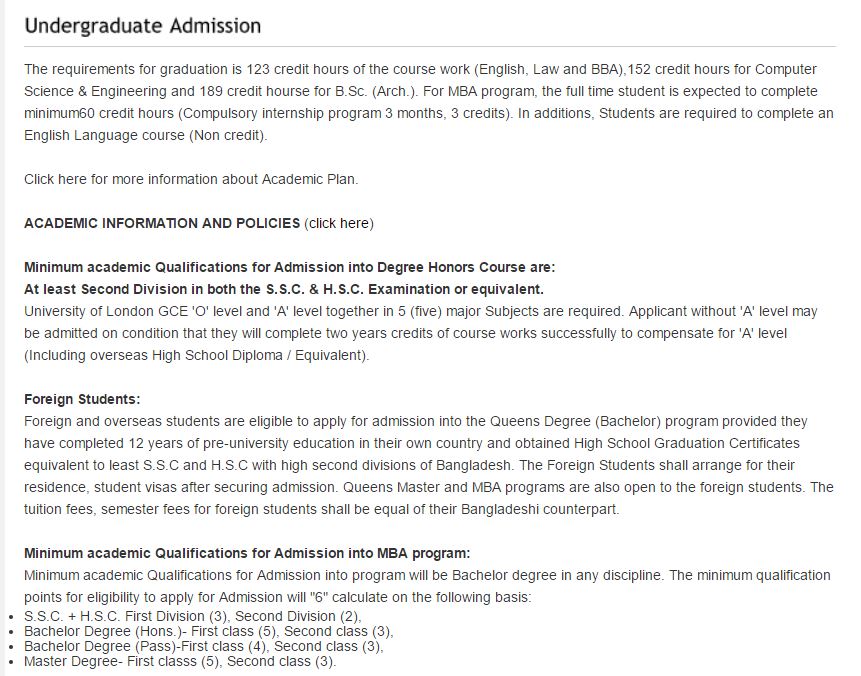 Undergraduate Admission
The requirements for graduation is 123 credit hours of the course work (English, Law and BBA),152 credit hours for Computer
Science & Engineering and 189 credit hourse for B.Sc. (Arch.). For MBA program, the full time student is expected to complete
minimum60 credit hours (Compulsory internship program 3 months, 3 credits). In additions, Students are required to complete an
English Language course (Non credit).
Click here for more information about Academic Plan.
ACADEMIC INFORMATION AND POLICIES (click here)
Minimum academic Qualifications for Admission into Degree Honors Course are:
At least Second Division in both the S.S.C. & H.S.C. Examination or equivalent.
University of London GCE 'O' level and 'A' level together in 5 (five) major Subjects are required. Applicant without 'A' level may
be admitted on condition that they will complete two years credits of course works successfully to compensate for 'A' level
(Including overseas High School Diploma / Equivalent).
Foreign Students:
Foreign and overseas students are eligible to apply for admission into the Queens Degree (Bachelor) program provided they
have completed 12 years of pre-university education in their own country and obtained High School Graduation Certificates
equivalent to least S.S.C and H.S.C with high second divisions of Bangladesh. The Foreign Students shall arrange for their
residence, student visas after securing admission. Queens Master and MBA programs are also open to the foreign students. The
tuition fees, semester fees for foreign students shall be equal of their Bangladeshi counterpart.
Minimum academic Qualifications for Admission into MBA program:
Minimum academic Qualifications for Admission into program will be Bachelor degree in any discipline. The minimum qualification
points for eligibility to apply for Admission will "6" calculate on the following basis:
• S.S.C. + H.S.C. First Division (3), Second Division (2),
• Bachelor Degree (Hons.)- First class (5), Second class (3),
• Bachelor Degree (Pass)-First class (4), Second class (3),
• Master Degree- First classs (5), Second class (3).